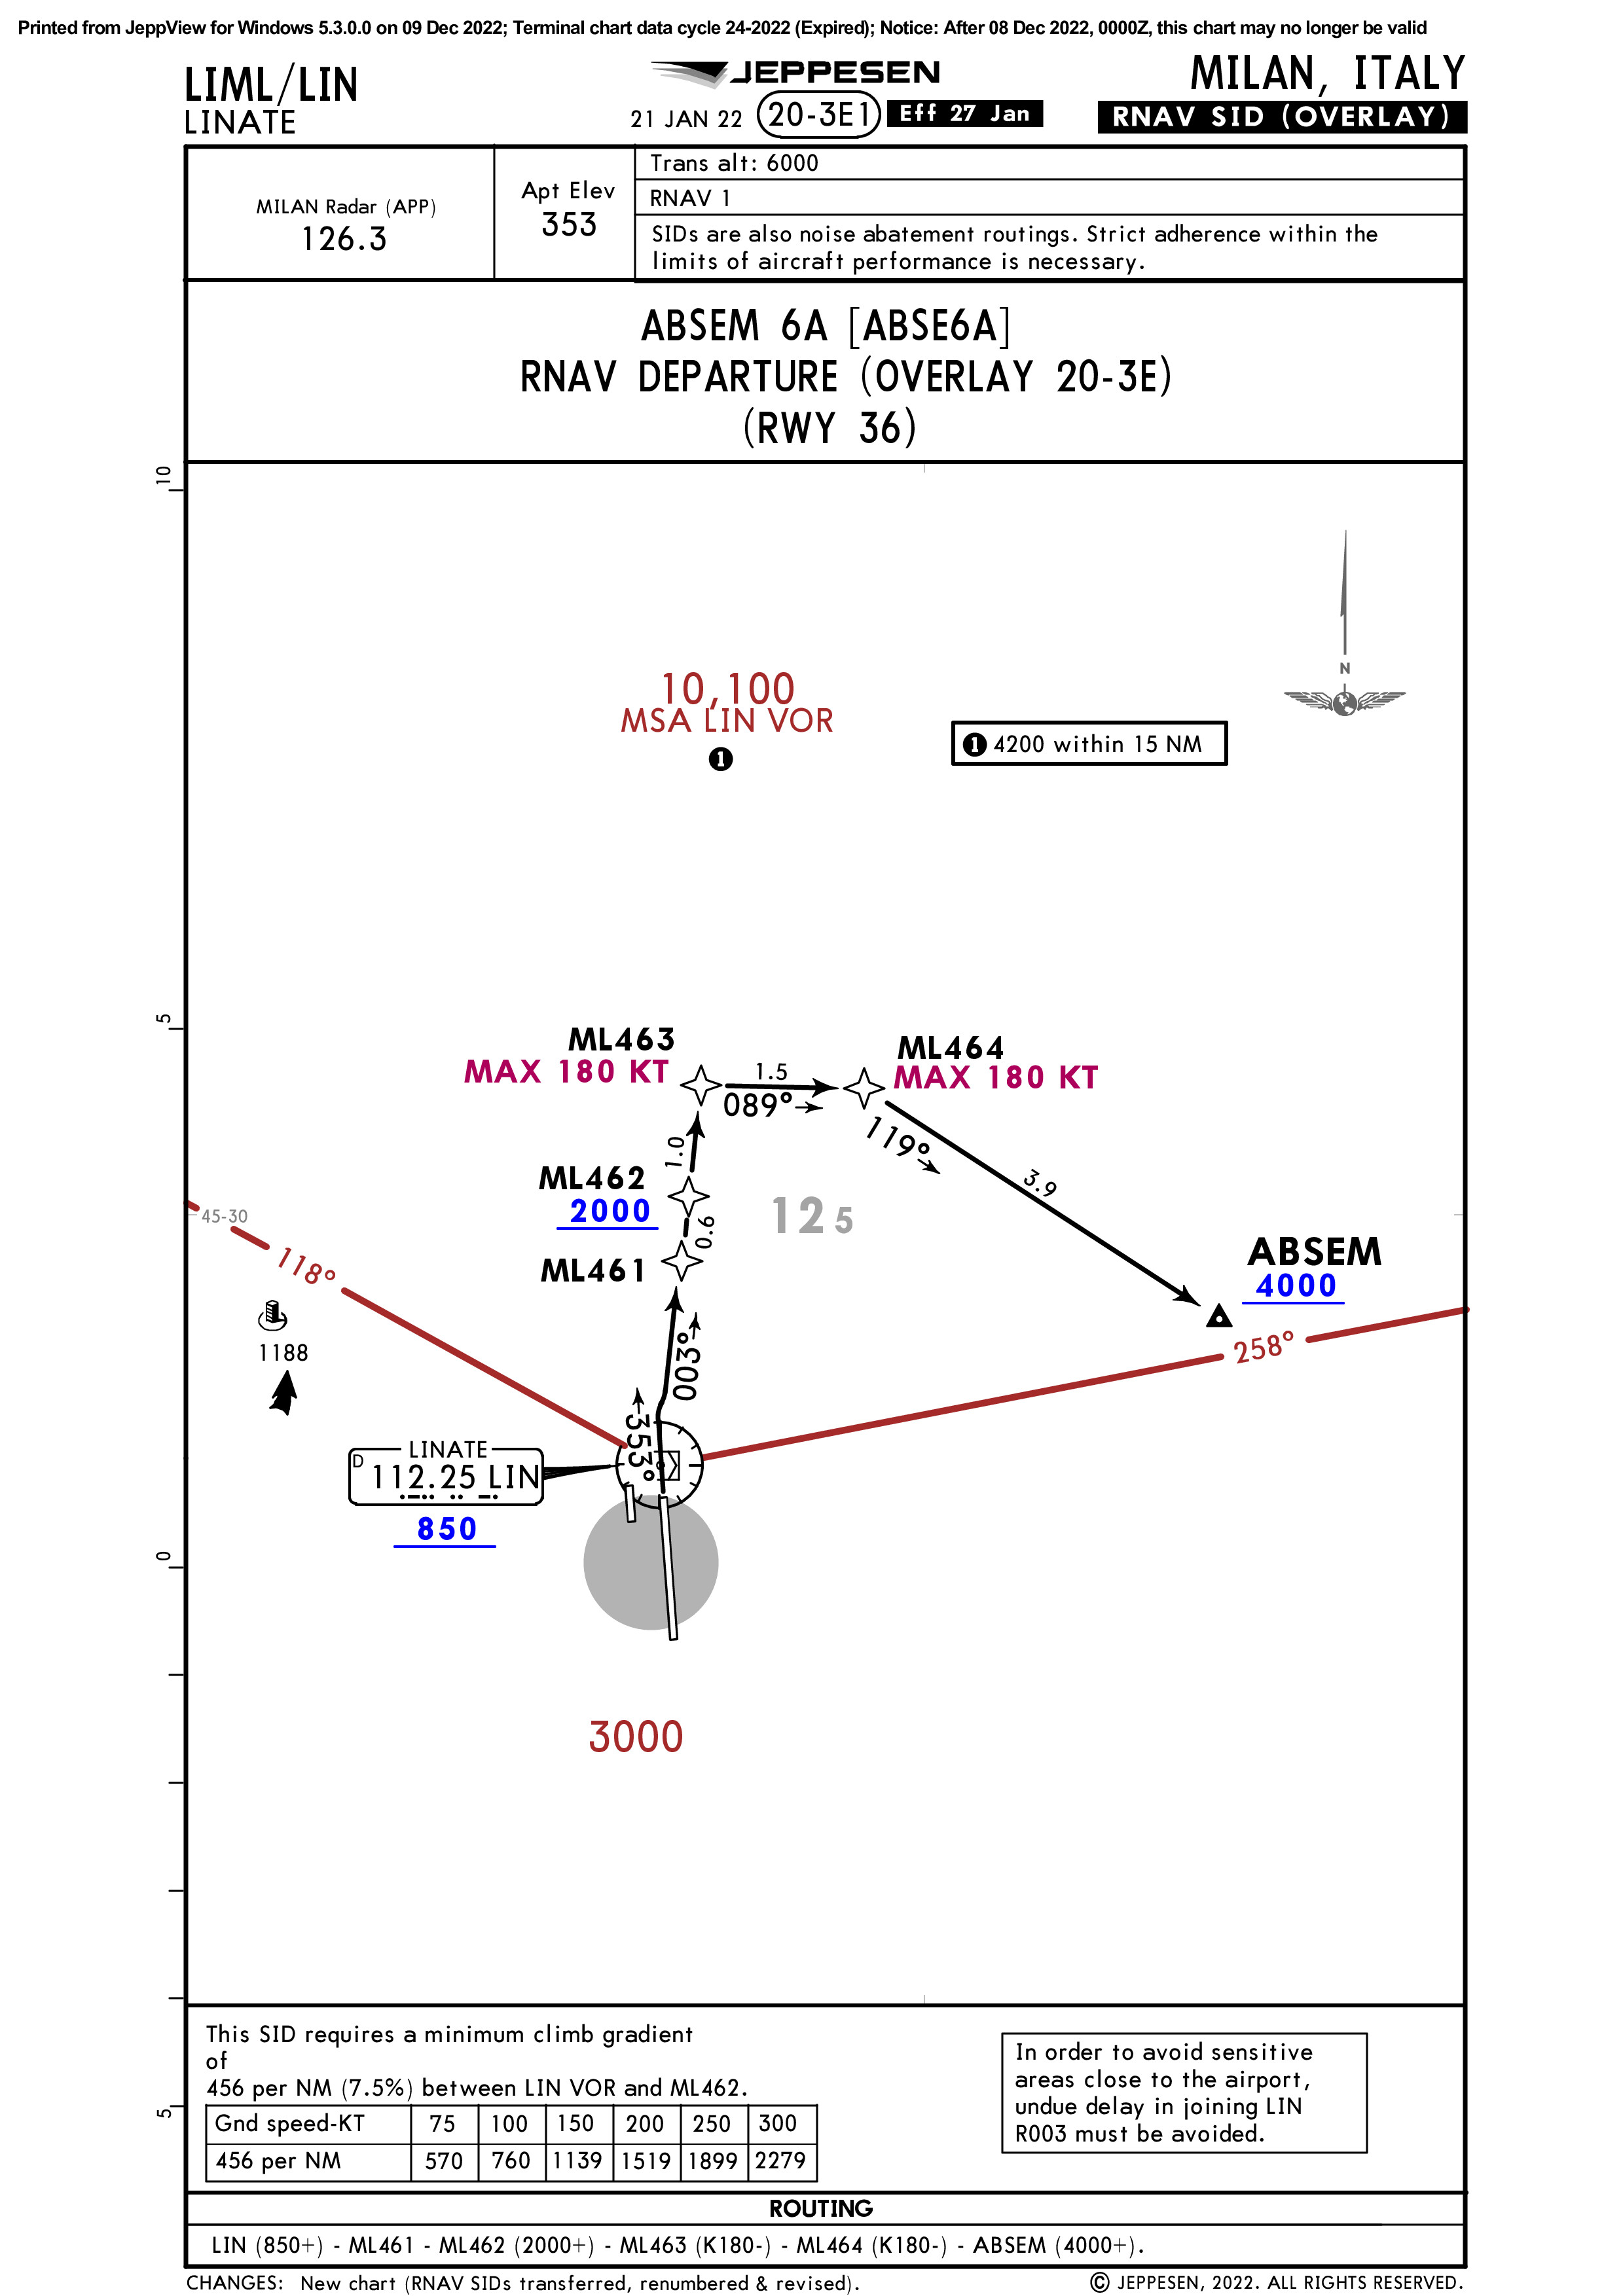 Printed from JeppView for Windows 5.3.0.0 on 09 Dec 2022; Terminal chart data cycle 24-2022 (Expired); Notice: After 08 Dec 2022, 0000Z, this chart may no longer be valid
LIML/LIN
LINATE
JEPPESEN
21 JAN 22 20-3E1 Eff 27 Jan
MILAN, ITALY
RNAV SID (OVERLAY)
MILAN Radar (APP)
126.3
Apt Elev
353
Trans alt: 6000
RNAV 1
SIDs are also noise abatement routings. Strict adherence within the
limits of aircraft performance is necessary.
ABSEM 6A [ABSE6A]
RNAV DEPARTURE (OVERLAY 20-3E)
(RWY 36)
10
N
10,100
MSA LIN VOR
1
1 4200 within 15 NM
5
ML463
MAX 180 KT
1.5
089°
ML464
MAX 180 KT
119°
3.9
1.0
ML462
2000
0.6
125
ML461
45-30
118°
1188
ABSEM
4000
258°
003°
353°
LINATE
D 112.25 LIN
850
0
3000
5
This SID requires a minimum climb gradient
of
456 per NM (7.5%) between LIN VOR and ML462.
Gnd speed-KT 75 100 150 200 250 300
456 per NM 570 760 1139 1519 1899 2279
In order to avoid sensitive
areas close to the airport,
undue delay in joining LIN
R003 must be avoided.
ROUTING
LIN (850+) - ML461 - ML462 (2000+) - ML463 (K180-) - ML464 (K180-) - ABSEM (4000+).
CHANGES: New chart (RNAV SIDs transferred, renumbered & revised).
© JEPPESEN, 2022. ALL RIGHTS RESERVED.